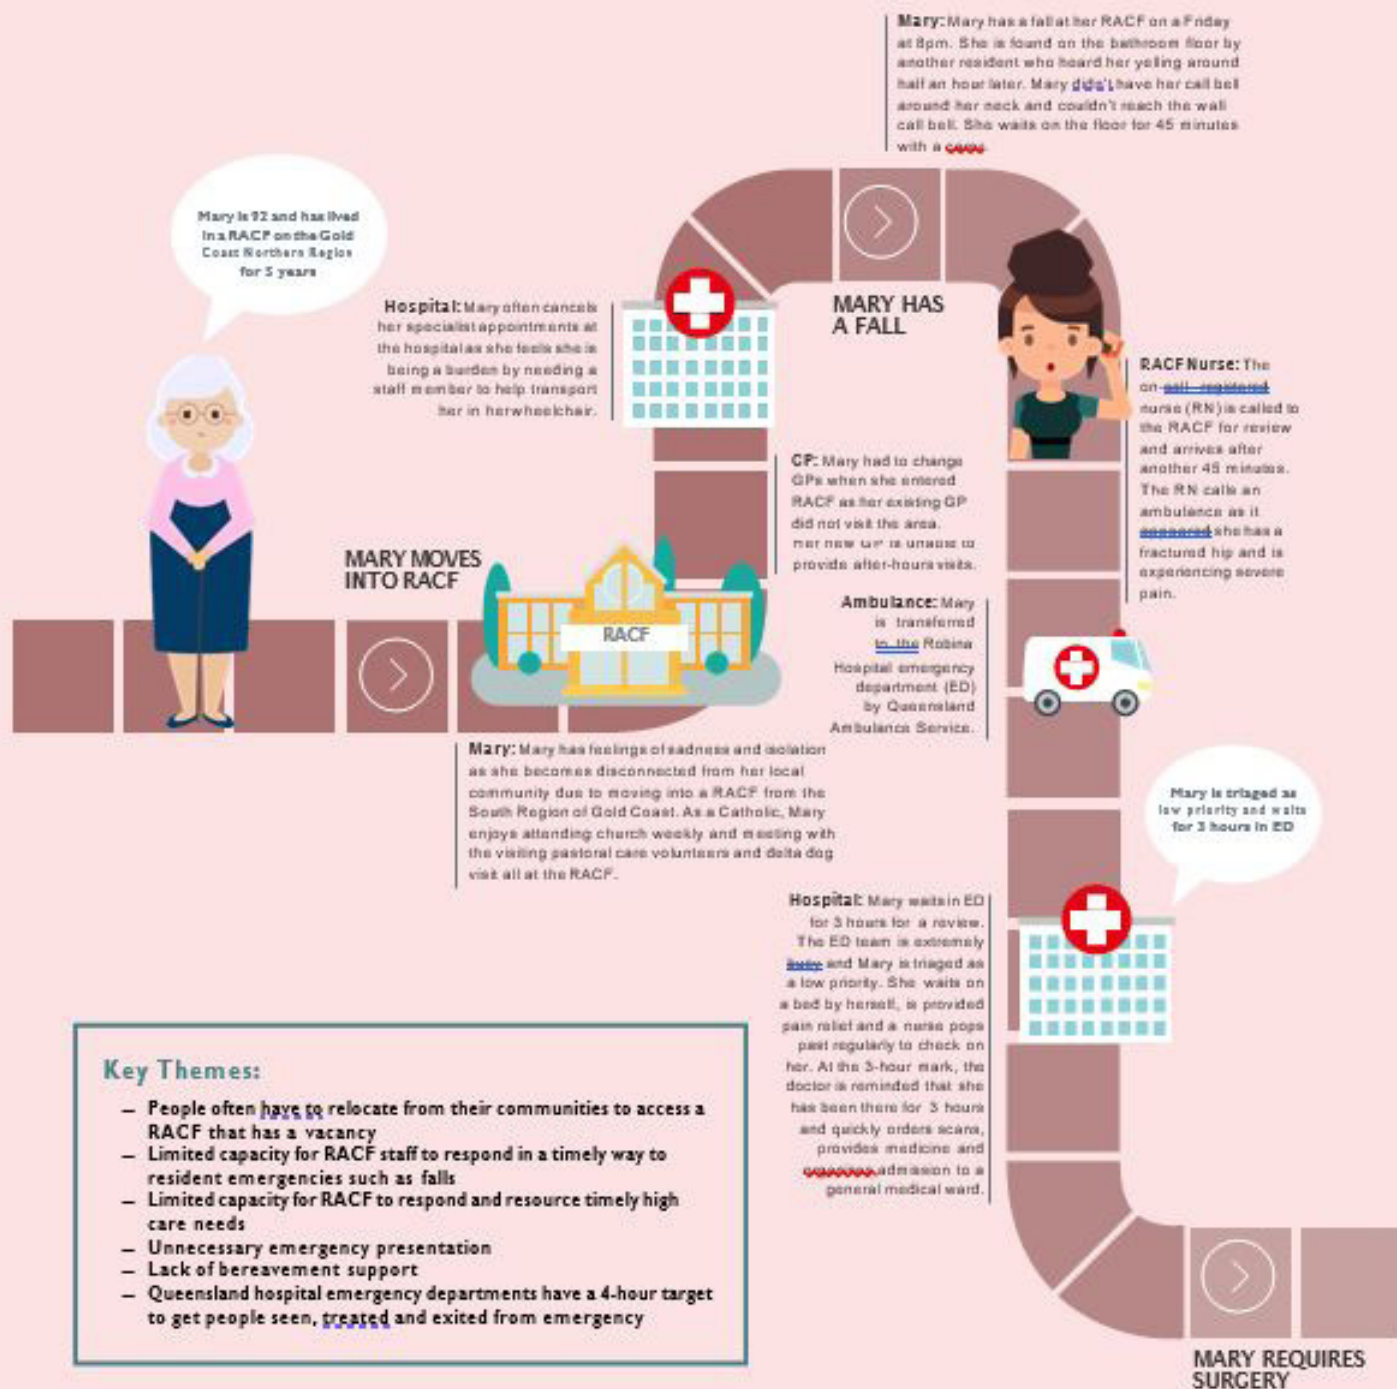 Mary: Mary has a fall at her RACF on a Friday
at 8pm. She is found on the bathroom floor by
another resident who heard her yelling around
half an hour later. Mary didn't have her call bell
around her neck and couldn't reach the wall
call bell. She waits on the floor for 45 minutes
with a
Mary is 92 and has lived
in a RACF on the Gold
Coast Northern Region
for 5 years
Hospital: Mary often cancels
her specialist appointments at
the hospital as she feels she is
being a burden by needing a
staff member to help transport
her in her wheelchair.
MARY HAS
A FALL
RACF Nurse: The
on-call registered
nurse (RN) is called to
the RACF for review
and arrives after
another 45 minutes.
The RN calls an
ambulance as it
appeared she has a
fractured hip and is
experiencing severe
pain.
GP: Mary had to change
GPs when she entered
RACF as her existing GP
did not visit the area.
Her new GP is unable to
provide after-hours visits.
MARY MOVES
INTO RACF
RACF
Ambulance: Mary
is transferred
to the Robina
Hospital emergency
department (ED)
by Queensland
Ambulance Service.
Mary: Mary has feelings of sadness and isolation
as she becomes disconnected from her local
community due to moving into a RACF from the
South Region of Gold Coast. As a Catholic, Mary
enjoys attending church weekly and meeting with
the visiting pastoral care volunteers and delta dog
visit all at the RACF.
Mary is triaged as
low priority and waits
for 3 hours in ED
Hospital: Mary waits in ED
for 3 hours for a review.
The ED team is extremely
busy and Mary is triaged as
a low priority. She waits on
a bed by herself, is provided
pain relief and a nurse pops
past regularly to check on
her. At the 3-hour mark, the
doctor is reminded that she
has been there for 3 hours
and quickly orders scans,
provides medicine and
admission to a
general medical ward.
Key Themes:
– People often have to relocate from their communities to access a
RACF that has a vacancy
– Limited capacity for RACF staff to respond in a timely way to
resident emergencies such as falls
– Limited capacity for RACF to respond and resource timely high
care needs
– Unnecessary emergency presentation
– Lack of bereavement support
– Queensland hospital emergency departments have a 4-hour target
to get people seen, treated and exited from emergency
MARY REQUIRES
SURGERY